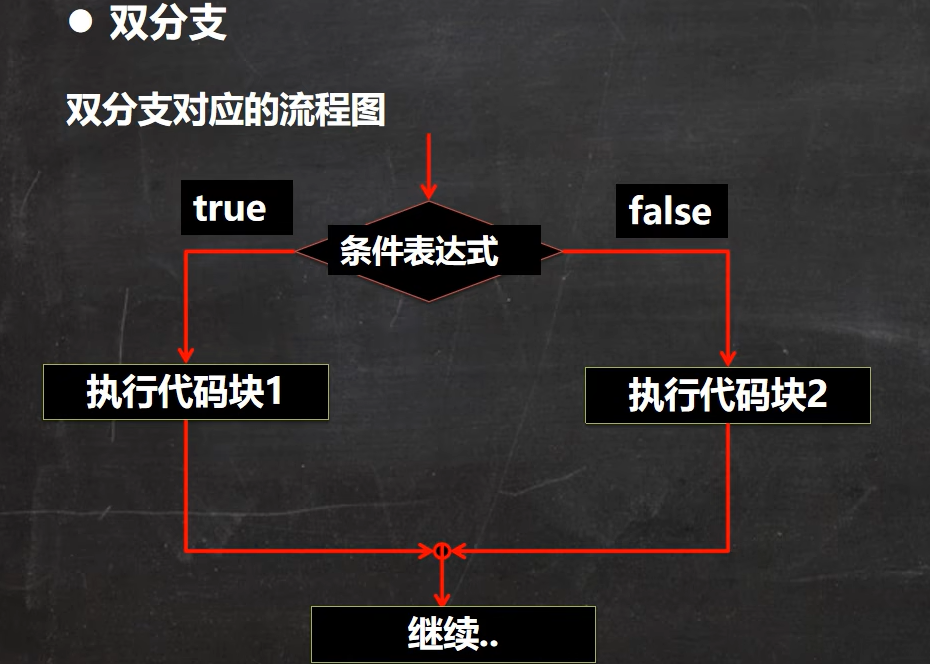 ● 双分支
双分支对应的流程图
true
false
条件表达式
执行代码块1
执行代码块2
继续..